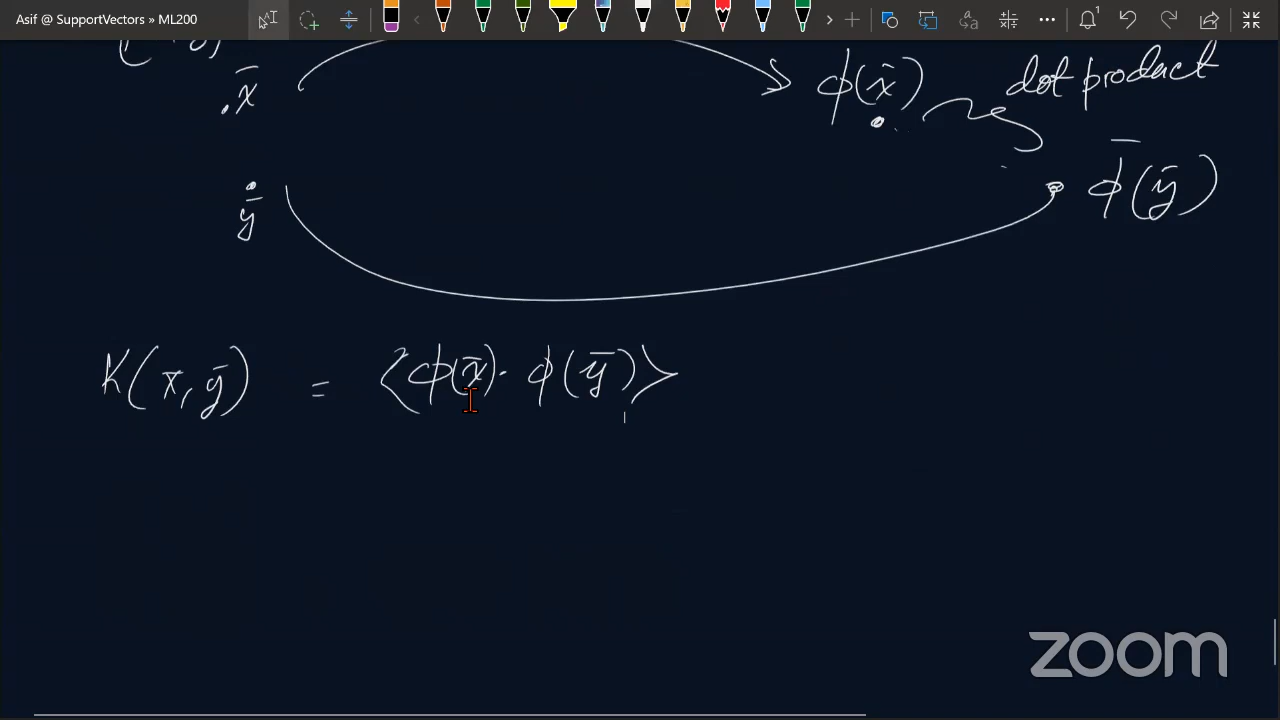 Asif @ SupportVectors » ML200
x̄
ϕ(x̄)
dot product
ȳ
ϕ(ȳ)
K(x̄, ȳ) = <ϕ(x̄) · ϕ(ȳ)>
zoom